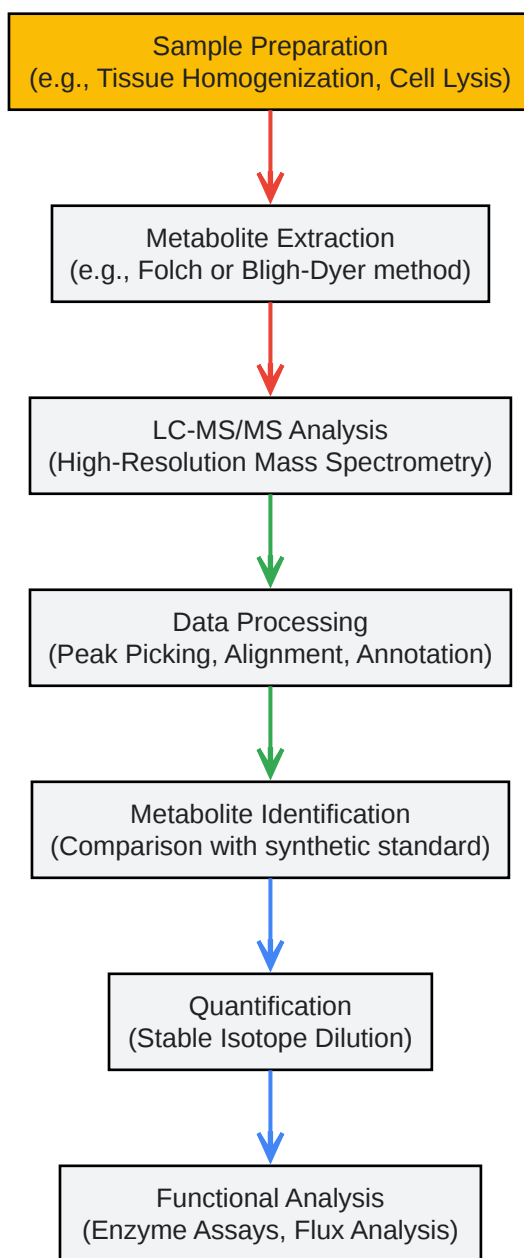 Sample Preparation
(e.g., Tissue Homogenization, Cell Lysis)
Metabolite Extraction
(e.g., Folch or Bligh-Dyer method)
LC-MS/MS Analysis
(High-Resolution Mass Spectrometry)
Data Processing
(Peak Picking, Alignment, Annotation)
Metabolite Identification
(Comparison with synthetic standard)
Quantification
(Stable Isotope Dilution)
Functional Analysis
(Enzyme Assays, Flux Analysis)